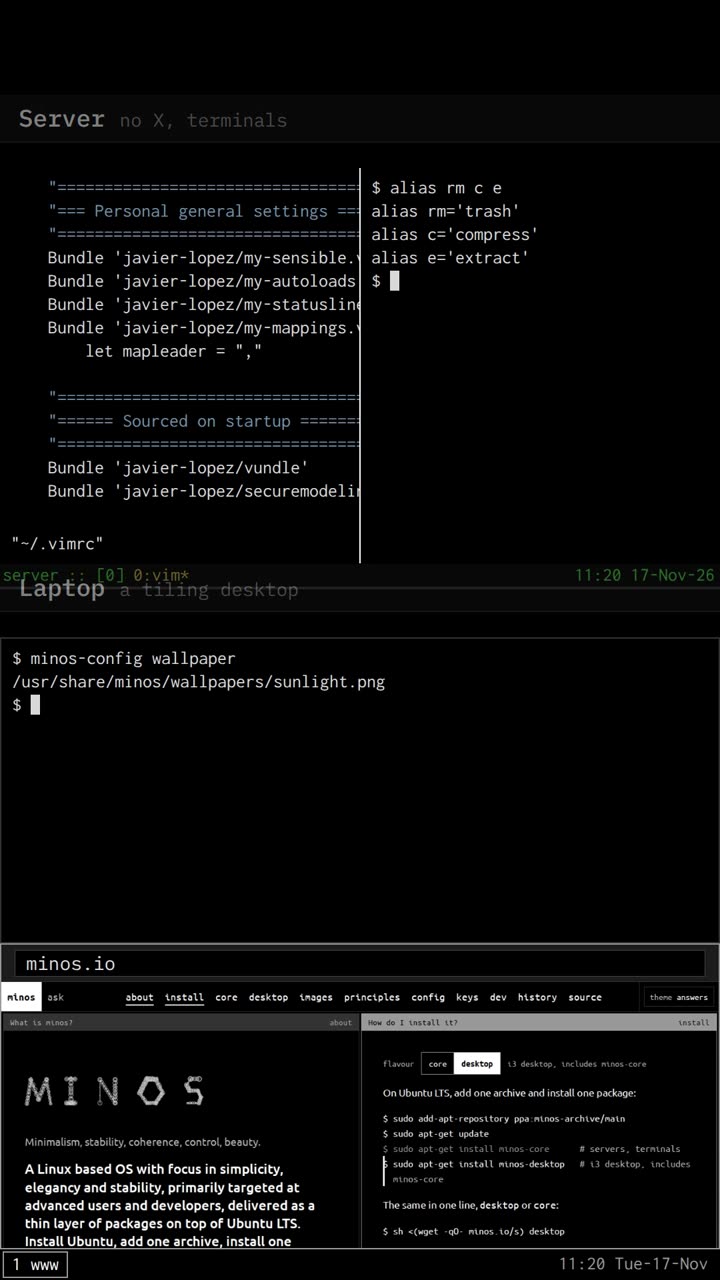 Server no X, terminals
"=================================
"=== Personal general settings ===
"=================================
Bundle 'javier-lopez/my-sensible.v
Bundle 'javier-lopez/my-autoloads
Bundle 'javier-lopez/my-statusline
Bundle 'javier-lopez/my-mappings.v
let mapleader = ","
"=================================
"====== Sourced on startup =======
"=================================
Bundle 'javier-lopez/vundle'
Bundle 'javier-lopez/securemodelin
"~/.vimrc"
$ alias rm c e
alias rm='trash'
alias c='compress'
alias e='extract'
$
server :: [0] 0:vim* 11:20 17-Nov-26
Laptop a tiling desktop
$ minos-config wallpaper
/usr/share/minos/wallpapers/sunlight.png
$
minos.io
minos ask about install core desktop images principles config keys dev history source theme answers
What is minos? about
MINOS
Minimalism, stability, coherence, control, beauty.
A Linux based OS with focus in simplicity,
elegancy and stability, primarily targeted at
advanced users and developers, delivered as a
thin layer of packages on top of Ubuntu LTS.
Install Ubuntu, add one archive, install one
How do I install it? install
flavour core desktop i3 desktop, includes minos-core
On Ubuntu LTS, add one archive and install one package:
$ sudo add-apt-repository ppa:minos-archive/main
$ sudo apt-get update
$ sudo apt-get install minos-core # servers, terminals
$ sudo apt-get install minos-desktop # i3 desktop, includes
minos-core
The same in one line, desktop or core:
$ sh <(wget -qO- minos.io/s) desktop
1 www 11:20 Tue-17-Nov